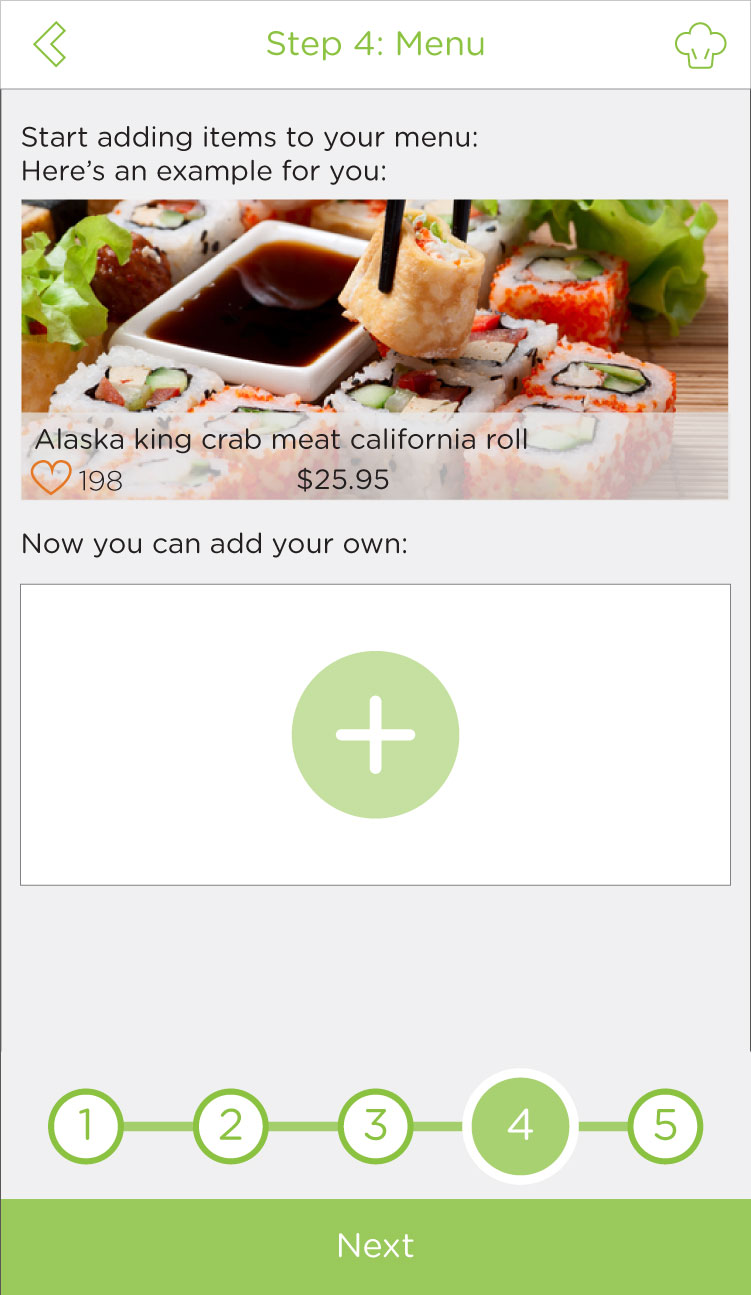 Step 4: Menu
Start adding items to your menu:
Here’s an example for you:
Alaska king crab meat california roll
198 $25.95
Now you can add your own:
1 2 3 4 5
Next